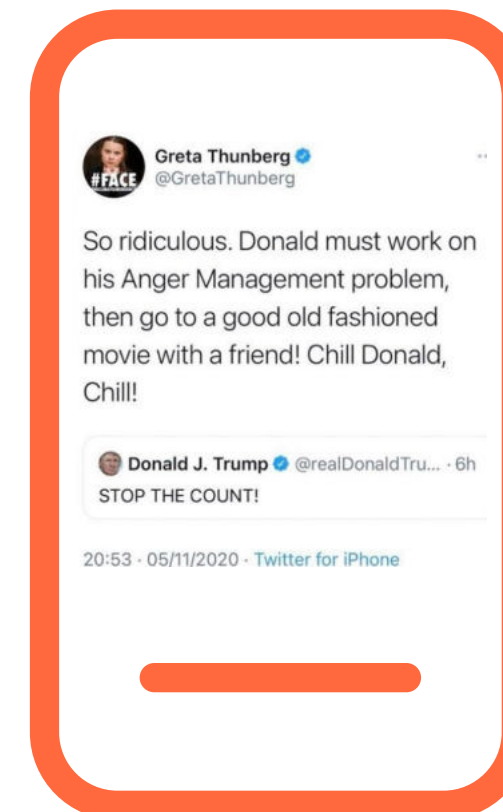 Greta Thunberg
#FACE
@GretaThunberg
So ridiculous. Donald must work on
his Anger Management problem,
then go to a good old fashioned
movie with a friend! Chill Donald,
Chill!
Donald J. Trump @realDonaldTru... · 6h
STOP THE COUNT!
20:53 · 05/11/2020 · Twitter for iPhone